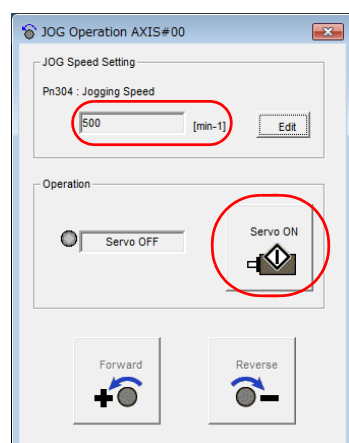 JOG Operation AXIS#00
JOG Speed Setting
Pn304 : Jogging Speed
500 [min-1] Edit
Operation
Servo OFF
Servo ON
Forward Reverse